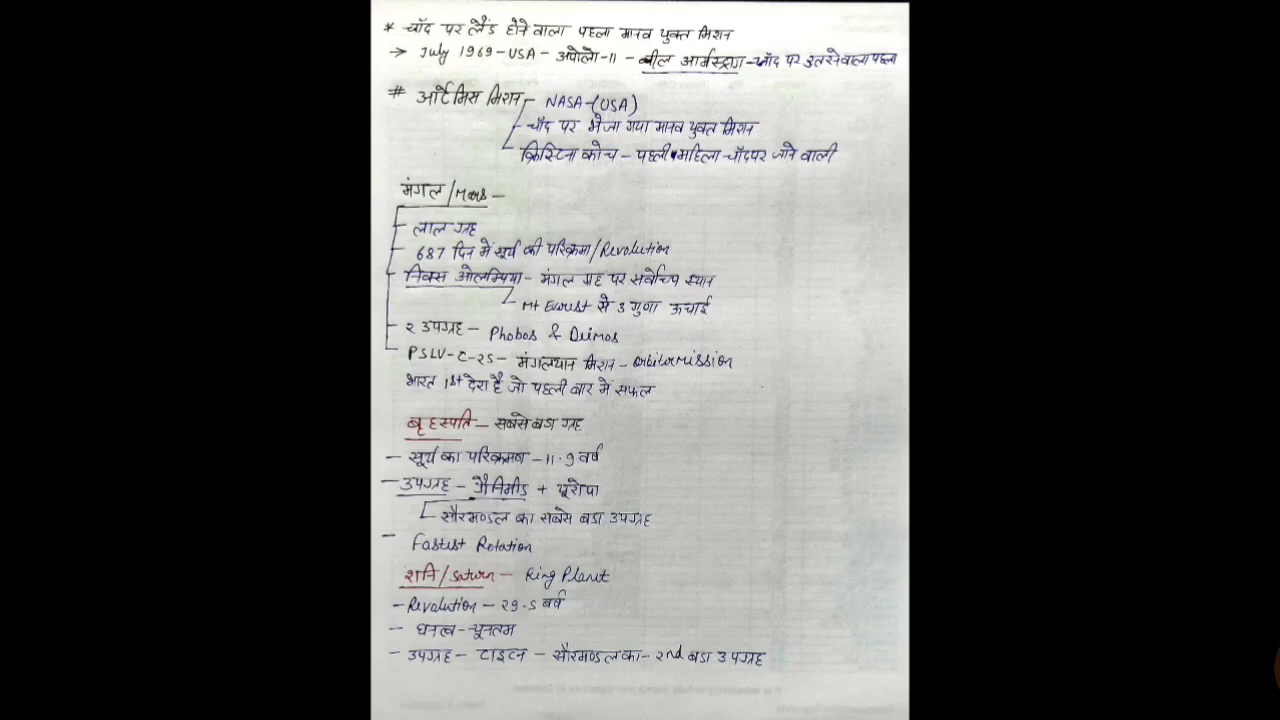 * चाँद पर लैंड होने वाला पहला मानव युक्त मिशन
→ July 1969-USA - अपोलो-11 - नील आर्मस्ट्रांग - चाँद पर उतरने वाला पहला
# आर्टेमिस मिशन - NASA-(USA)
- चाँद पर भेजा गया मानव युक्त मिशन
क्रिस्टिना कोच - पहली महिला चाँद पर जाने वाली
मंगल/Mars -
लाल ग्रह
687 दिन में सूर्य की परिक्रमा/Revolution
निक्स ओलम्पिया - मंगल ग्रह पर सर्वोच्च स्थान
Mt Everest से 3 गुणा ऊचाई
2 उपग्रह - Phobos & Deimos
PSLV-C-25 - मंगलयान मिशन - orbiter mission
भारत 1st देश है जो पहली बार में सफल
बृहस्पति - सबसे बडा ग्रह
- सूर्य का परिक्रमण - 11.9 वर्ष
- उपग्रह - गैनिमीड + यूरोपा
सौरमण्डल का सबसे बडा उपग्रह
- Fastest Rotation
शनि/Saturn - Ring Planet
- Revolution - 29.5 वर्ष
- घनत्व - न्यूनतम
- उपग्रह - टाइटन - सौरमण्डल का - 2nd बडा उपग्रह